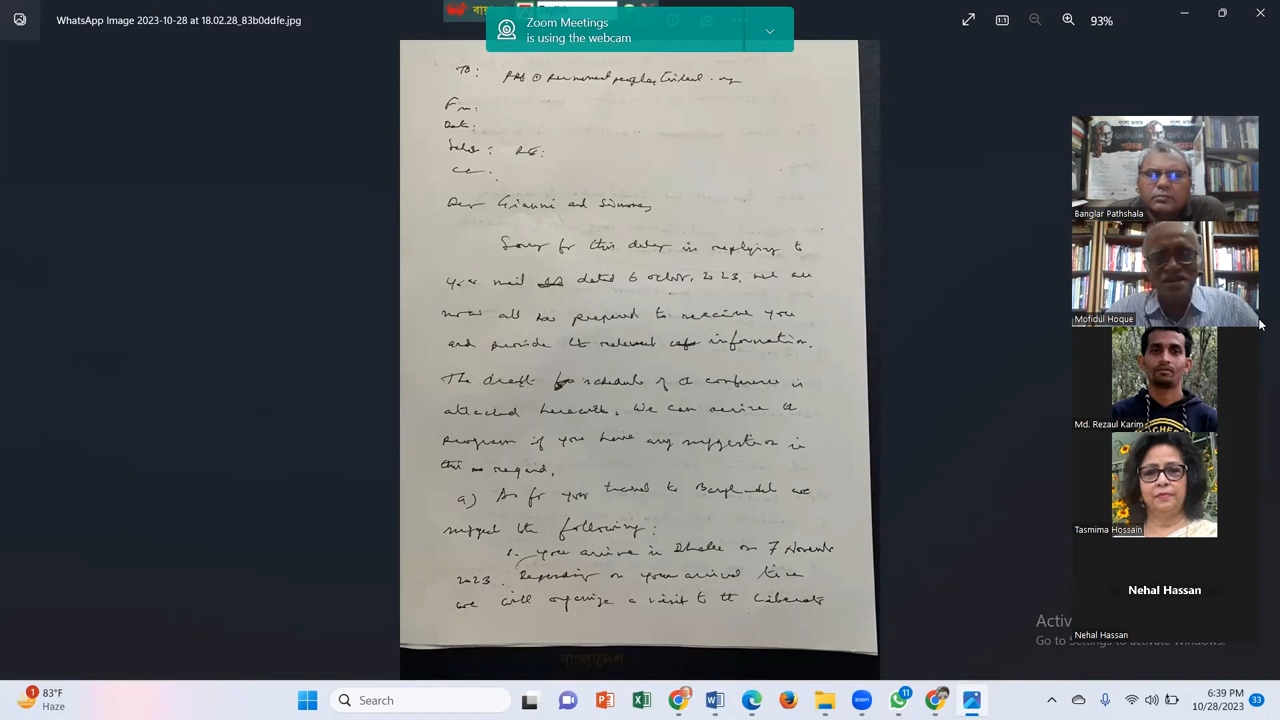 WhatsApp Image 2023-10-28 at 18.02.28_83b0ddfe.jpg
Zoom Meetings
is using the webcam
93%
To:
Date:
RE:
Dear Gianni and Simona,
Sorry for this delay in replying to
your mail dated 6 October, 2023. We are
now all prepared to receive you
and provide the relevant information.
The draft schedule of the conference is
attached herewith. We can revise the
program if you have any suggestion in
this regard.
a) As for your travel to Bangladesh we
suggest the following:
1. you arrive in Dhaka on 7 November
2023. Depending on your arrival time
we will organize a visit to the Liberation
বাংলাদেশ
Banglar Pathshala
Mofidul Hoque
Md. Rezaul Karim
Tasmima Hossain
Nehal Hassan
Nehal Hassan
Activ
Go to Settings to activate Windows.
1
83°F
Haze
Search
zoom
11
6:39 PM
10/28/2023
33